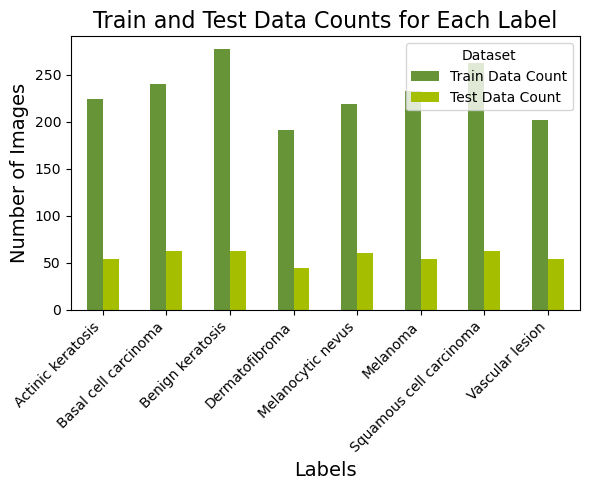 Train and Test Data Counts for Each Label
Number of Images
250
200
150
100
50
0
Dataset
Train Data Count
Test Data Count
Actinic keratosis
Basal cell carcinoma
Benign keratosis
Dermatofibroma
Melanocytic nevus
Melanoma
Squamous cell carcinoma
Vascular lesion
Labels